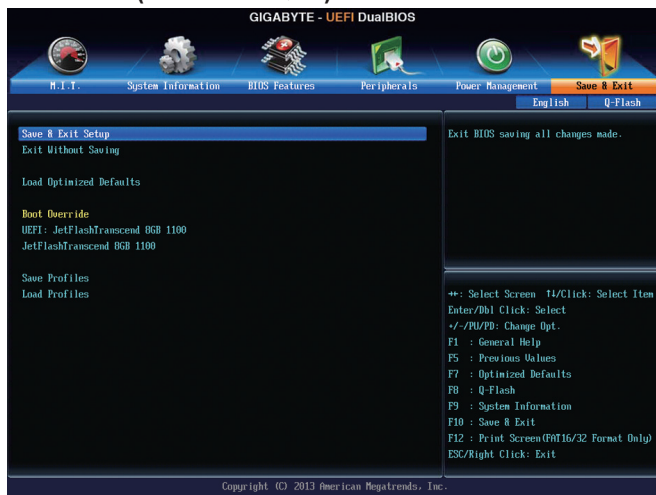 GIGABYTE - UEFI DualBIOS
M.I.T. System Information BIOS Features Peripherals Power Management Save & Exit
English Q-Flash
Save & Exit Setup
Exit Without Saving
Load Optimized Defaults
Boot Override
UEFI: JetFlashTranscend 8GB 1100
JetFlashTranscend 8GB 1100
Save Profiles
Load Profiles
Exit BIOS saving all changes made.
→←: Select Screen ↑↓/Click: Select Item
Enter/Dbl Click: Select
+/-/PU/PD: Change Opt.
F1 : General Help
F5 : Previous Values
F7 : Optimized Defaults
F8 : Q-Flash
F9 : System Information
F10 : Save & Exit
F12 : Print Screen(FAT16/32 Format Only)
ESC/Right Click: Exit
Copyright (C) 2013 American Megatrends, Inc.